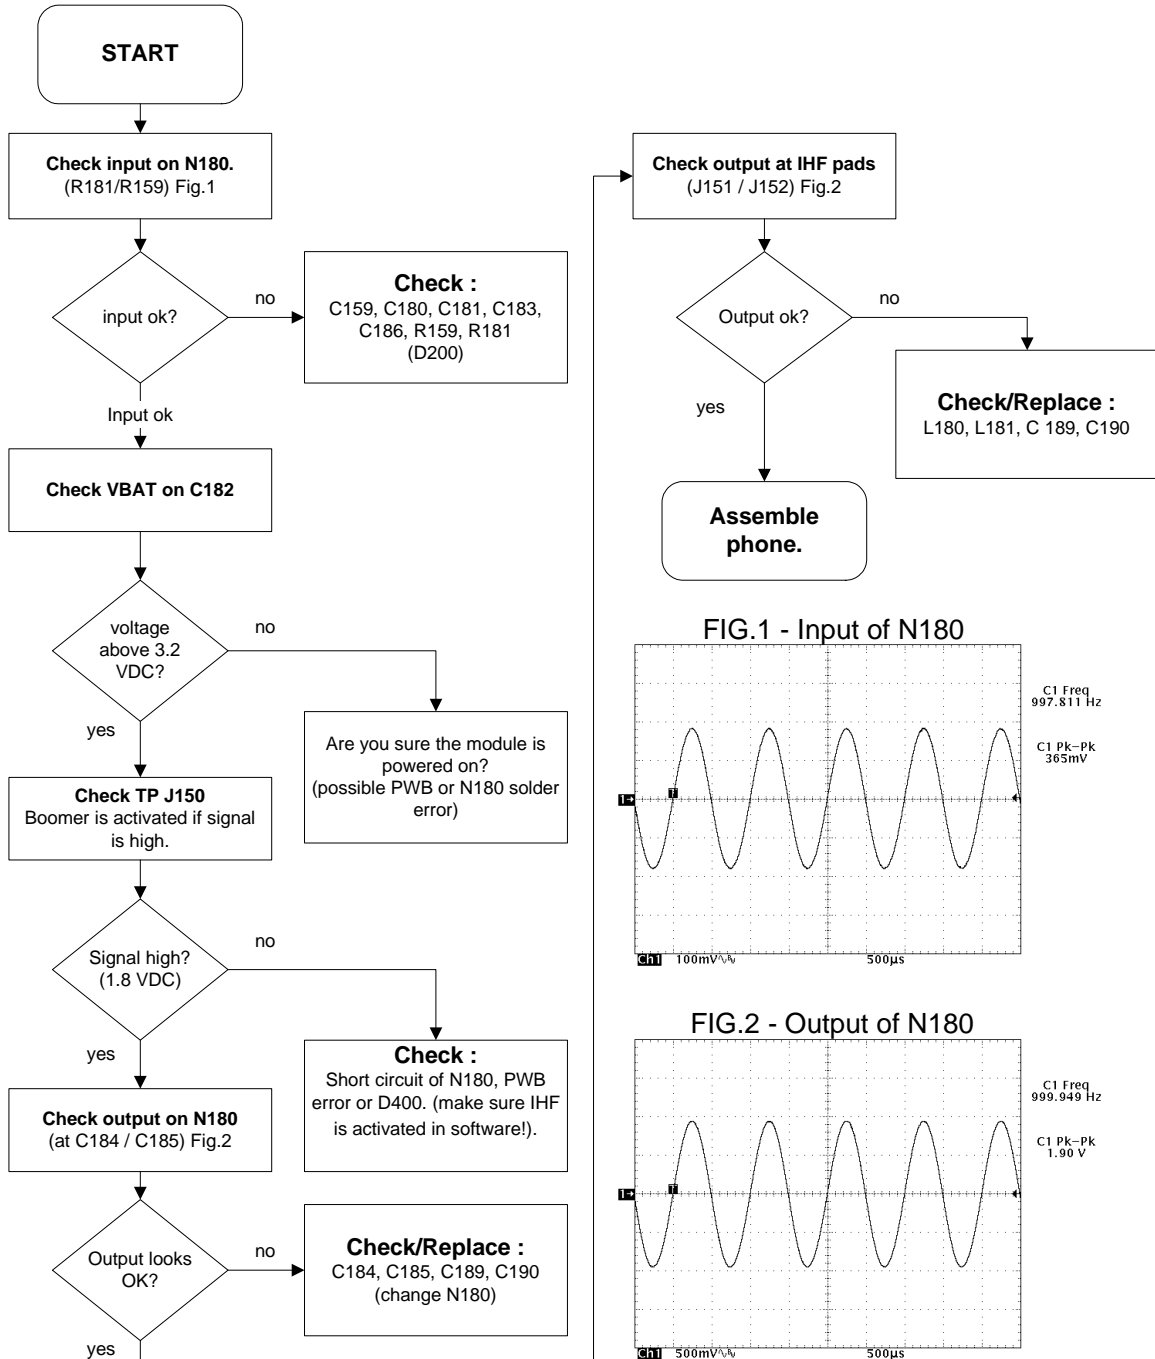 START
Check input on N180.
(R181/R159) Fig.1
input ok?
no
Check :
C159, C180, C181, C183,
C186, R159, R181
(D200)
Input ok
Check VBAT on C182
voltage
above 3.2
VDC?
no
Are you sure the module is
powered on?
(possible PWB or N180 solder
error)
yes
Check TP J150
Boomer is activated if signal
is high.
Signal high?
(1.8 VDC)
no
Check :
Short circuit of N180, PWB
error or D400. (make sure IHF
is activated in software!).
yes
Check output on N180
(at C184 / C185) Fig.2
Output looks
OK?
no
Check/Replace :
C184, C185, C189, C190
(change N180)
yes
Check output at IHF pads
(J151 / J152) Fig.2
Output ok?
no
Check/Replace :
L180, L181, C 189, C190
yes
Assemble
phone.
FIG.1 - Input of N180
C1 Freq
997.811 Hz
C1 Pk-Pk
365mV
1
T
Ch1 100mV 500µs
FIG.2 - Output of N180
C1 Freq
999.949 Hz
C1 Pk-Pk
1.90 V
1
T
Ch1 500mV 500µs